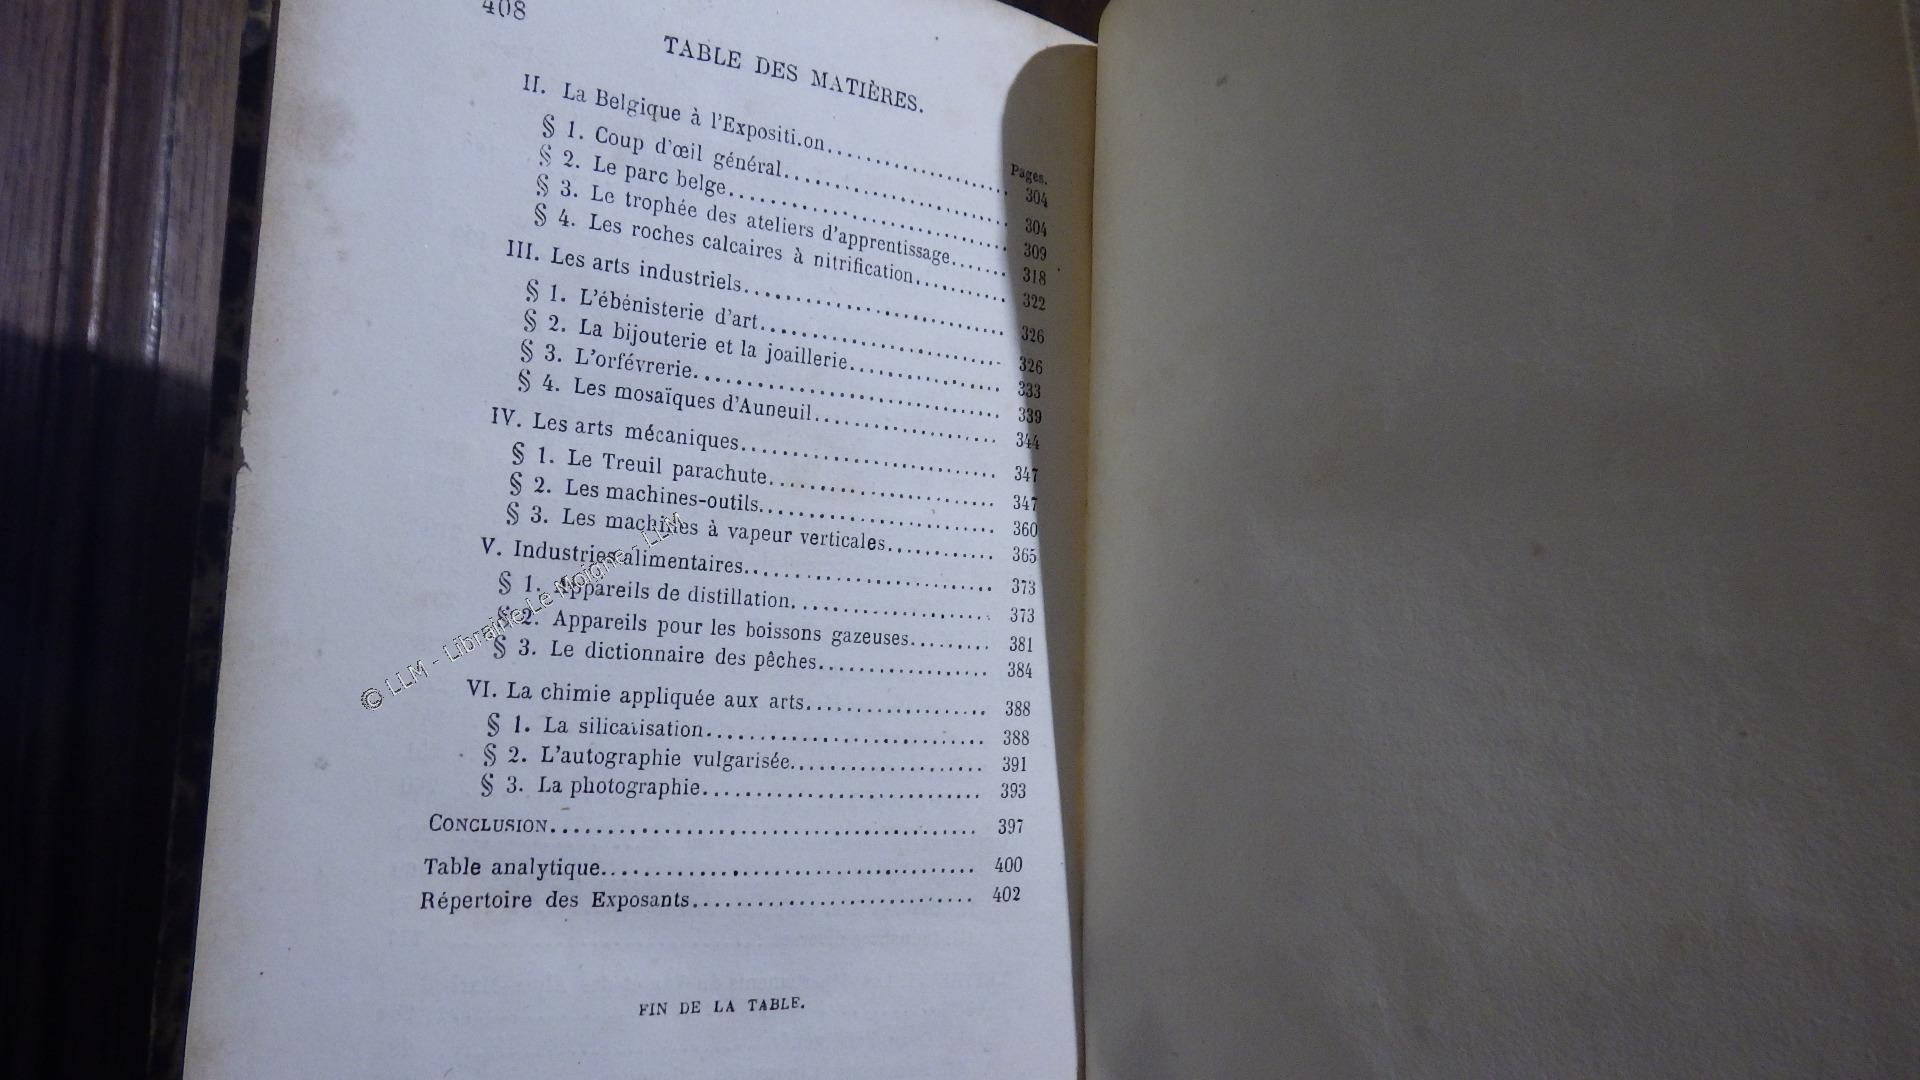 408
TABLE DES MATIÈRES.
Pages.
II. La Belgique à l'Expositi.on.................... 304
§ 1. Coup d'œil général........................ 304
§ 2. Le parc belge............................. 309
§ 3. Le trophée des ateliers d'apprentissage....... 318
§ 4. Les roches calcaires à nitrification........... 322
III. Les arts industriels............................ 326
§ 1. L'ébénisterie d'art......................... 326
§ 2. La bijouterie et la joaillerie................. 333
§ 3. L'orfévrerie............................... 339
§ 4. Les mosaïques d'Auneuil.................... 344
IV. Les arts mécaniques........................... 347
§ 1. Le Treuil parachute........................ 347
§ 2. Les machines-outils......................... 360
§ 3. Les machines à vapeur verticales............ 365
V. Industries alimentaires......................... 373
§ 1. Appareils de distillation.................... 373
§ 2. Appareils pour les boissons gazeuses......... 381
§ 3. Le dictionnaire des pêches................. 384
VI. La chimie appliquée aux arts................... 388
§ 1. La silicatisation............................ 388
§ 2. L'autographie vulgarisée.................... 391
§ 3. La photographie............................ 393
CONCLUSION....................................... 397
Table analytique..................................... 400
Répertoire des Exposants............................ 402
FIN DE LA TABLE.
© LLM - Librairie Le Moigne - LLM